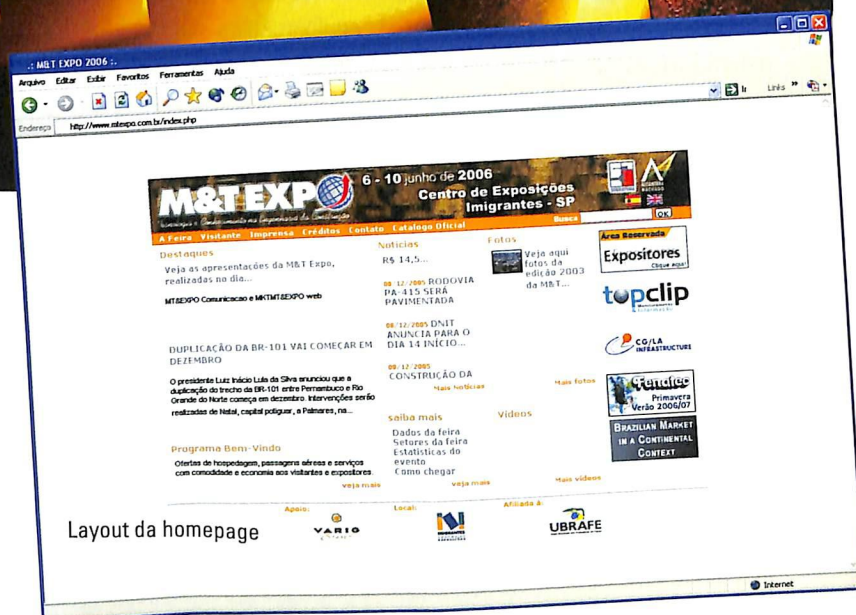 .: M&T EXPO 2006 :.
Arquivo Editar Exibir Favoritos Ferramentas Ajuda
Ir Links »
Endereço http://www.mtexpo.com.br/index.php
M&T EXPO
6 - 10 junho de 2006
Centro de Exposições
Imigrantes - SP
Busca OK
A Feira Visitante Imprensa Créditos Contato Catalogo Oficial
Destaques
Veja as apresentações da M&T Expo,
realizadas no dia...
MT&EXPO Comunicacao e MKTMT&EXPO web
DUPLICAÇÃO DA BR-101 VAI COMEÇAR EM
DEZEMBRO
O presidente Luiz Inácio Lula da Silva anunciou que a
duplicação do trecho da BR-101 entre Pernambuco e Rio
Grande do Norte começa em dezembro. Intervenções serão
realizadas de Natal, capital potiguar, a Palmares, na...
Programa Bem-Vindo
Ofertas de hospedagem, passagens aéreas e serviços
com comodidade e economia aos visitantes e expositores.
veja mais
Noticias
R$ 14,5...
08/12/2005 RODOVIA
PA-415 SERÁ
PAVIMENTADA
08/12/2005 DNIT
ANUNCIA PARA O
DIA 14 INÍCIO...
08/12/2005
CONSTRUÇÃO DA
Mais Notícias
saiba mais
Dados da feira
Setores da feira
Estatisticas do
evento
Como chegar
veja mais
Fotos
Veja aqui
fotos da
edição 2003
da M&T...
Mais fotos
Vídeos
Mais vídeos
Área Reservada
Expositores
Clique aqui!
topclip
CG/LA
INFRASTRUCTURE
Fenatec
Primavera
Verão 2006/07
BRAZILIAN MARKET
IN A CONTINENTAL
CONTEXT
Apoio:
VARIG
Local:
IMIGRANTES
Afiliada à:
UBRAFE
Layout da homepage
Internet